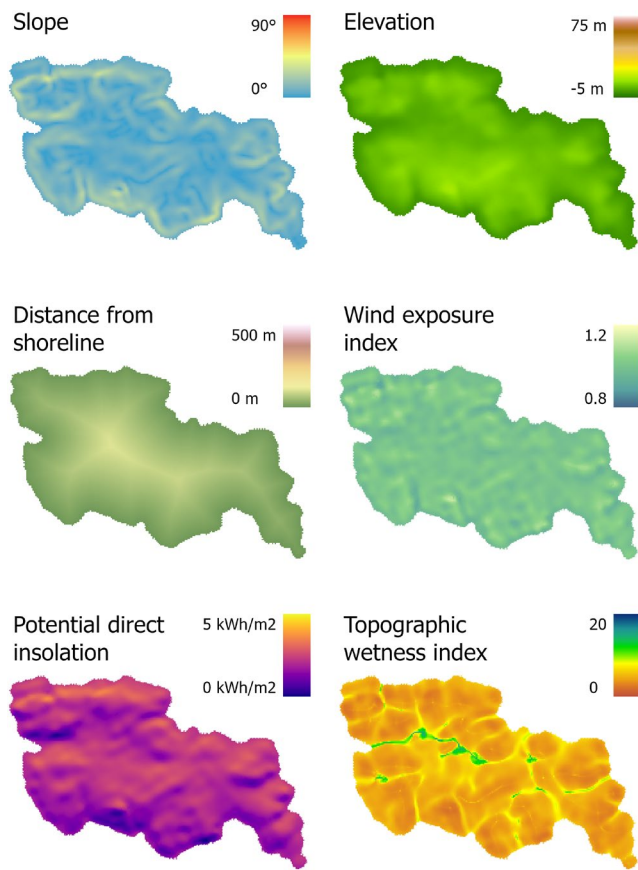 Slope
90°
0°
Elevation
75 m
-5 m
Distance from
shoreline
500 m
0 m
Wind exposure
index
1.2
0.8
Potential direct
insolation
5 kWh/m2
0 kWh/m2
Topographic
wetness index
20
0